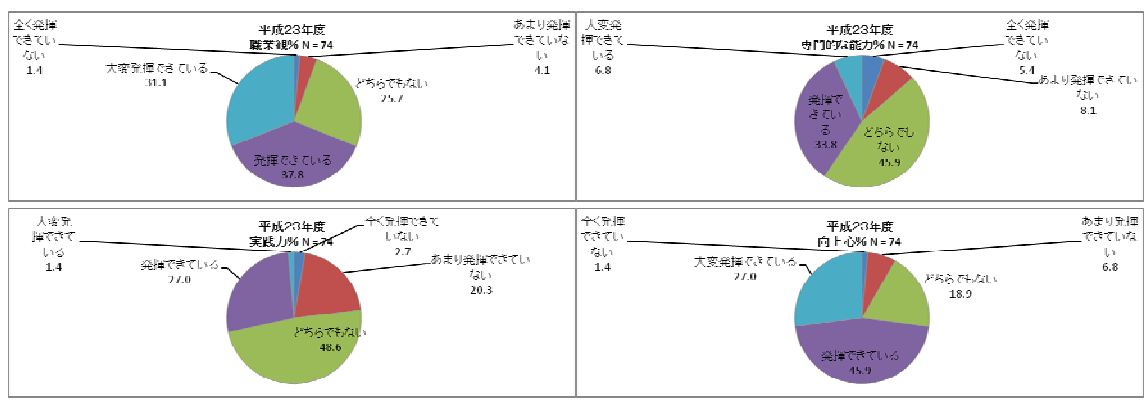 平成23年度
職業観% N = 74
全く発揮
できてい
ない
1.4
あまり発揮
できていな
い
4.1
大変発揮できている
31.1
どちらでもない
25.7
発揮できている
37.8
平成23年度
専門的な能力% N = 74
大変発
揮できて
いる
6.8
全く発揮
できてい
ない
5.4
あまり発揮できてい
ない
8.1
発揮で
きてい
る
33.8
どちらでも
ない
45.9
平成23年度
実践力% N = 74
大変発
揮できて
いる
1.4
全く発揮できて
いない
2.7
発揮できている
27.0
あまり発揮できてい
ない
20.3
どちらでもない
48.6
平成23年度
向上心% N = 74
全く発揮
できてい
ない
1.4
あまり発揮
できていな
い
6.8
大変発揮できている
27.0
どちらでもない
18.9
発揮できている
45.9